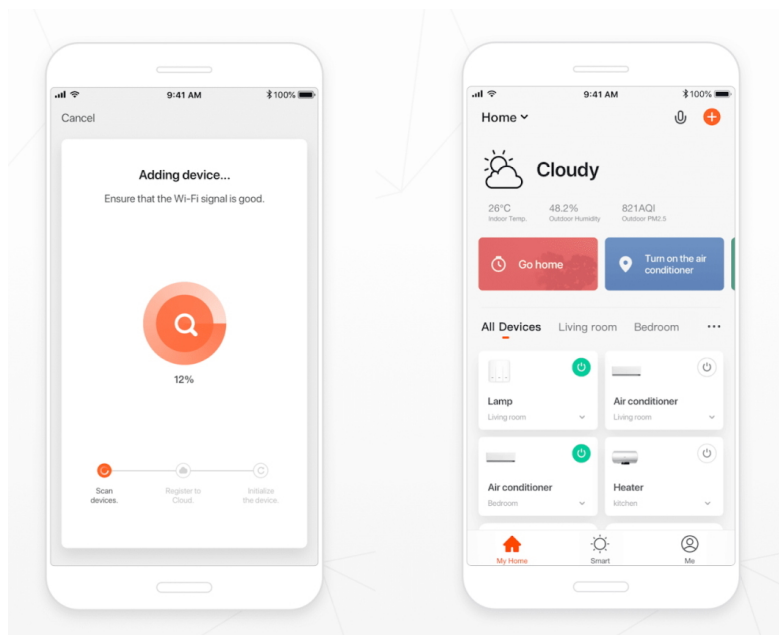 9:41 AM
100%
Cancel
Adding device...
Ensure that the Wi-Fi signal is good.
12%
Scan
devices.
Register to
Cloud.
Initialize
the device.
9:41 AM
100%
Home
Cloudy
26°C
Indoor Temp.
48.2%
Outdoor Humidity
821AQI
Outdoor PM2.5
Go home
Turn on the air
conditioner
All Devices
Living room
Bedroom
...
Lamp
Living room
Air conditioner
Living room
Air conditioner
Bedroom
Heater
kitchen
My Home
Smart
Me